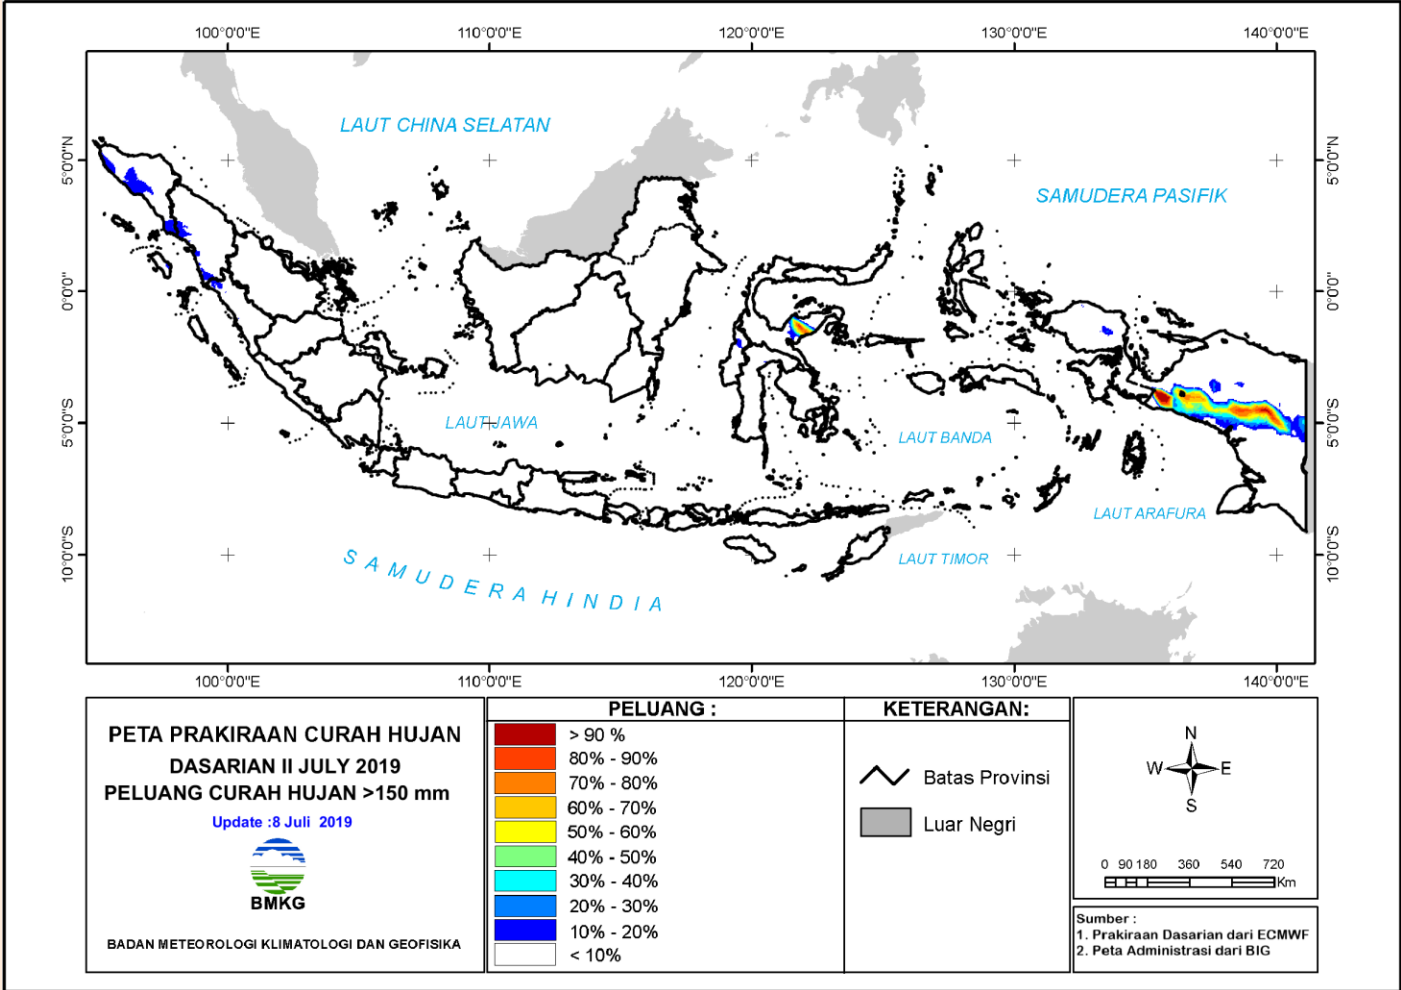 100°0'0"E 110°0'0"E 120°0'0"E 130°0'0"E 140°0'0"E
LAUT CHINA SELATAN
5°0'0"N 5°0'0"N
SAMUDERA PASIFIK
0°0'0" 0°0'0"
5°0'0"S LAUT JAWA LAUT BANDA 5°0'0"S
LAUT ARAFURA
10°0'0"S LAUT TIMOR 10°0'0"S
SAMUDERA HINDIA
100°0'0"E 110°0'0"E 120°0'0"E 130°0'0"E 140°0'0"E
PETA PRAKIRAAN CURAH HUJAN
DASARIAN II JULY 2019
PELUANG CURAH HUJAN >150 mm
Update :8 Juli 2019
BMKG
BADAN METEOROLOGI KLIMATOLOGI DAN GEOFISIKA
PELUANG :
> 90 %
80% - 90%
70% - 80%
60% - 70%
50% - 60%
40% - 50%
30% - 40%
20% - 30%
10% - 20%
< 10%
KETERANGAN:
Batas Provinsi
Luar Negri
N
W E
S
0 90 180 360 540 720
Km
Sumber :
1. Prakiraan Dasarian dari ECMWF
2. Peta Administrasi dari BIG